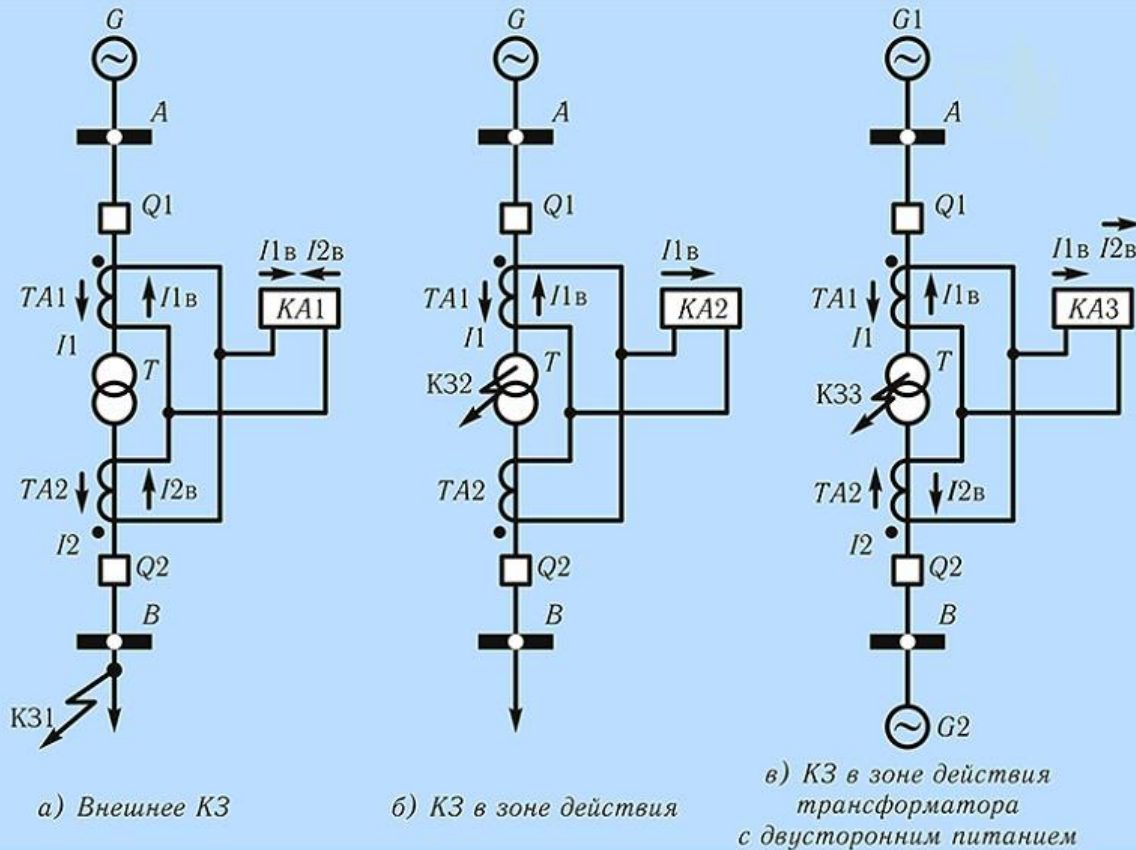 G
A
Q1
I1в I2в
TA1
I1в
KA1
I1
T
TA2
I2в
I2
Q2
B
КЗ1
а) Внешнее КЗ
G
A
Q1
I1в
TA1
I1в
KA2
I1
T
КЗ2
TA2
Q2
B
б) КЗ в зоне действия
G1
A
Q1
I1в I2в
TA1
I1в
KA3
I1
T
КЗ3
TA2
I2в
I2
Q2
B
G2
в) КЗ в зоне действия
трансформатора
с двусторонним питанием